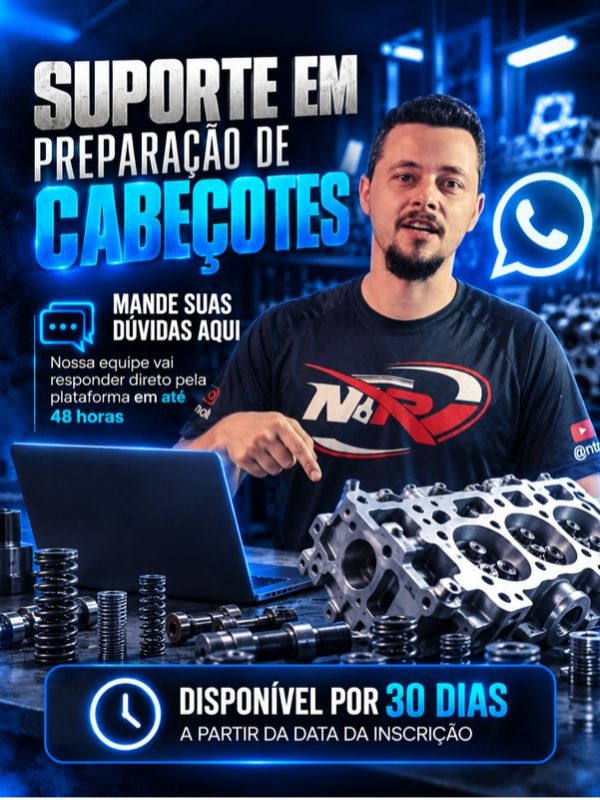 SUPORTE EM
PREPARAÇÃO DE
CABEÇOTES
MANDE SUAS
DÚVIDAS AQUI
Nossa equipe vai
responder direto pela
plataforma em até
48 horas
NTR
DISPONÍVEL POR 30 DIAS
A PARTIR DA DATA DA INSCRIÇÃO